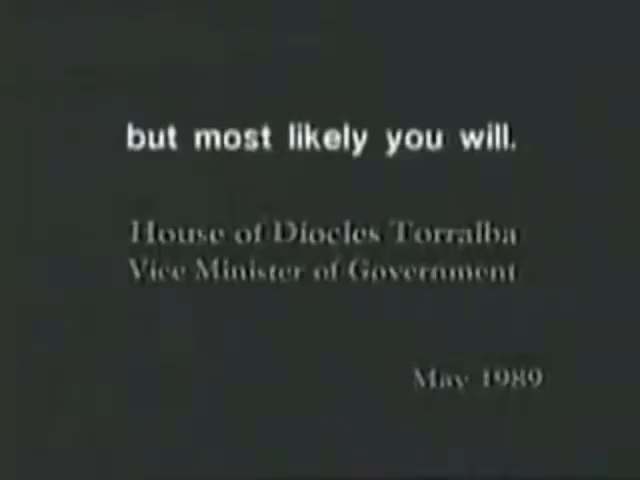 but most likely you will.
House of Diocles Torralba
Vice Minister of Government
May 1989